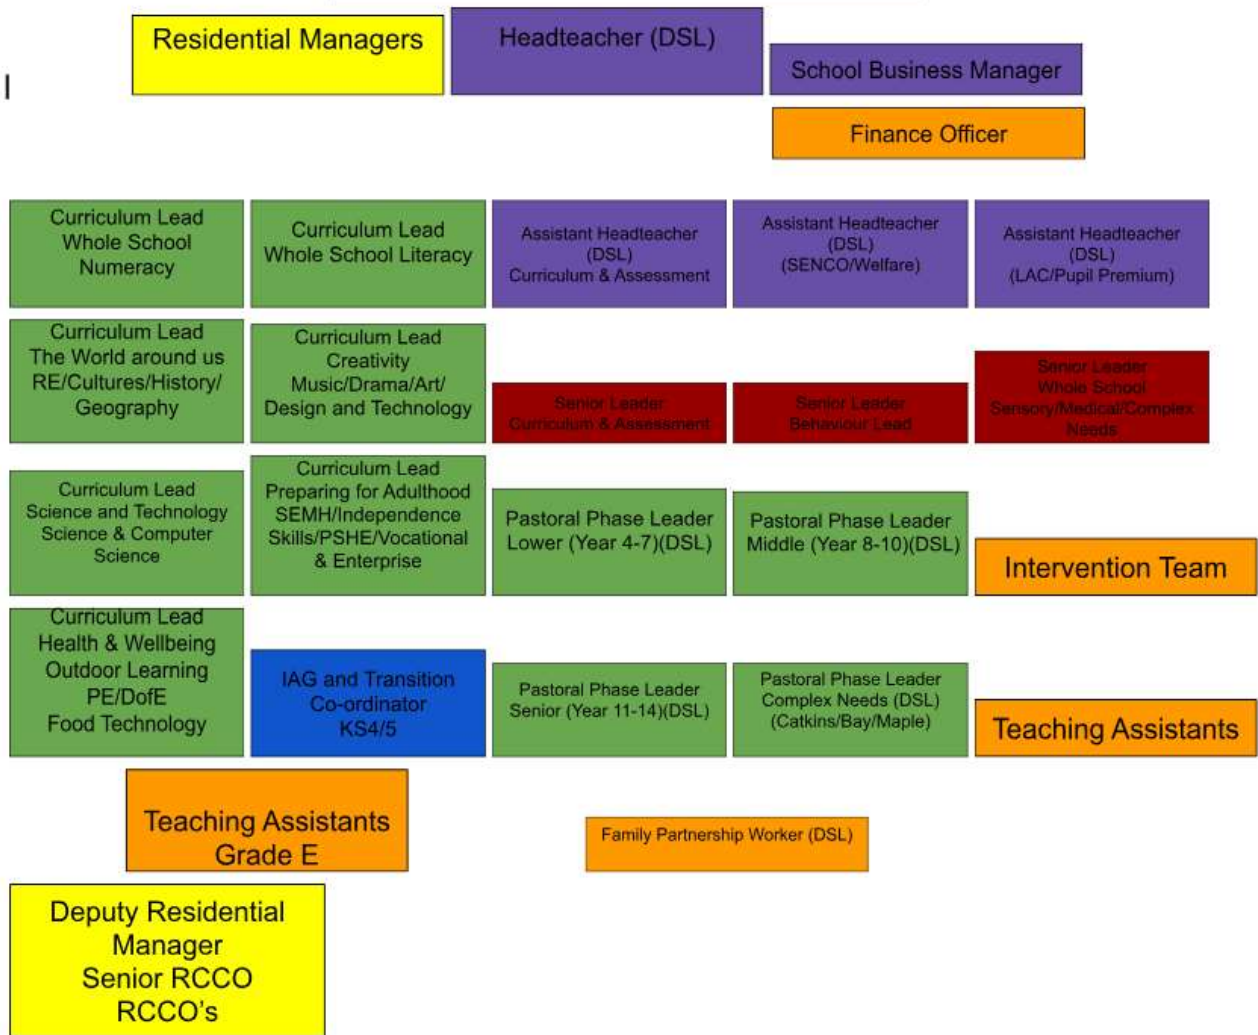 Residential Managers
Headteacher (DSL)
School Business Manager
Finance Officer
Curriculum Lead
Whole School
Numeracy
Curriculum Lead
Whole School Literacy
Assistant Headteacher
(DSL)
Curriculum & Assessment
Assistant Headteacher
(DSL)
(SENCO/Welfare)
Assistant Headteacher
(DSL)
(LAC/Pupil Premium)
Curriculum Lead
The World around us
RE/Cultures/History/
Geography
Curriculum Lead
Creativity
Music/Drama/Art/
Design and Technology
Senior Leader
Curriculum & Assessment
Senior Leader
Behaviour Lead
Senior Leader
Whole School
Sensory/Medical/Complex
Needs
Curriculum Lead
Science and Technology
Science & Computer
Science
Curriculum Lead
Preparing for Adulthood
SEMH/Independence
Skills/PSHE/Vocational
& Enterprise
Pastoral Phase Leader
Lower (Year 4-7)(DSL)
Pastoral Phase Leader
Middle (Year 8-10)(DSL)
Intervention Team
Curriculum Lead
Health & Wellbeing
Outdoor Learning
PE/DofE
Food Technology
IAG and Transition
Co-ordinator
KS4/5
Pastoral Phase Leader
Senior (Year 11-14)(DSL)
Pastoral Phase Leader
Complex Needs (DSL)
(Catkins/Bay/Maple)
Teaching Assistants
Teaching Assistants
Grade E
Family Partnership Worker (DSL)
Deputy Residential
Manager
Senior RCCO
RCCO's